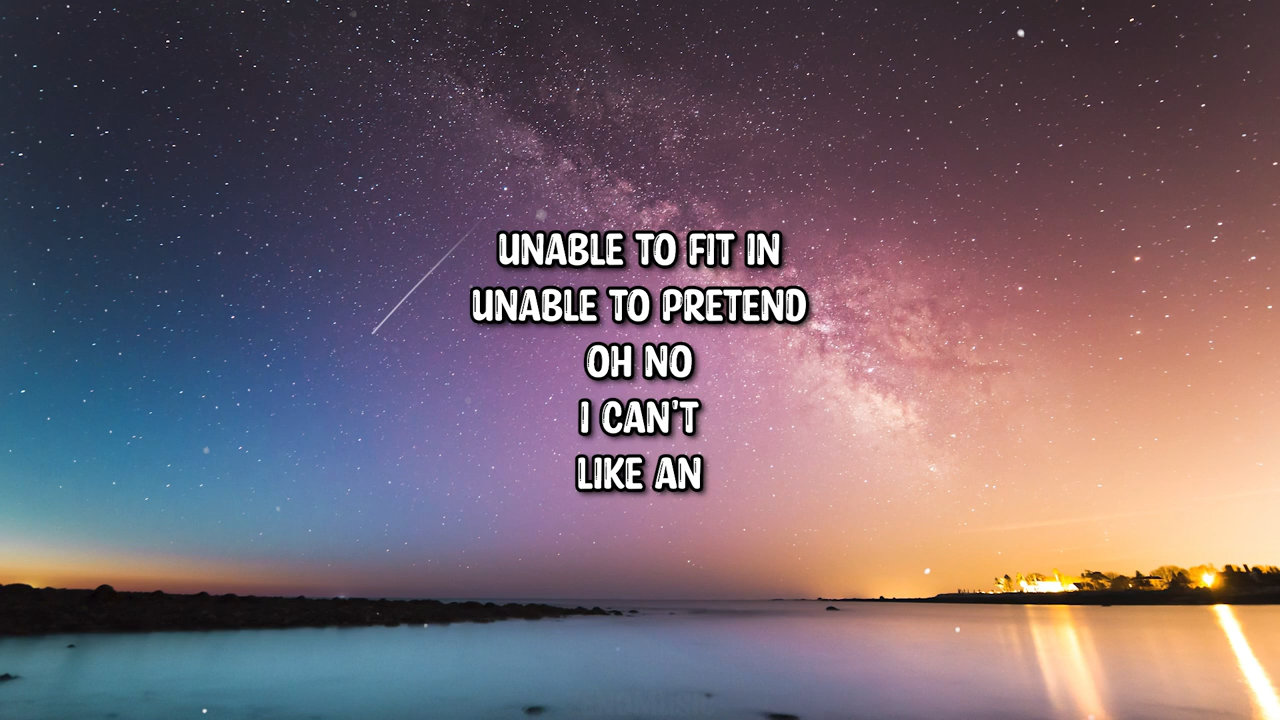 UNABLE TO FIT IN
UNABLE TO PRETEND
OH NO
I CAN'T
LIKE AN